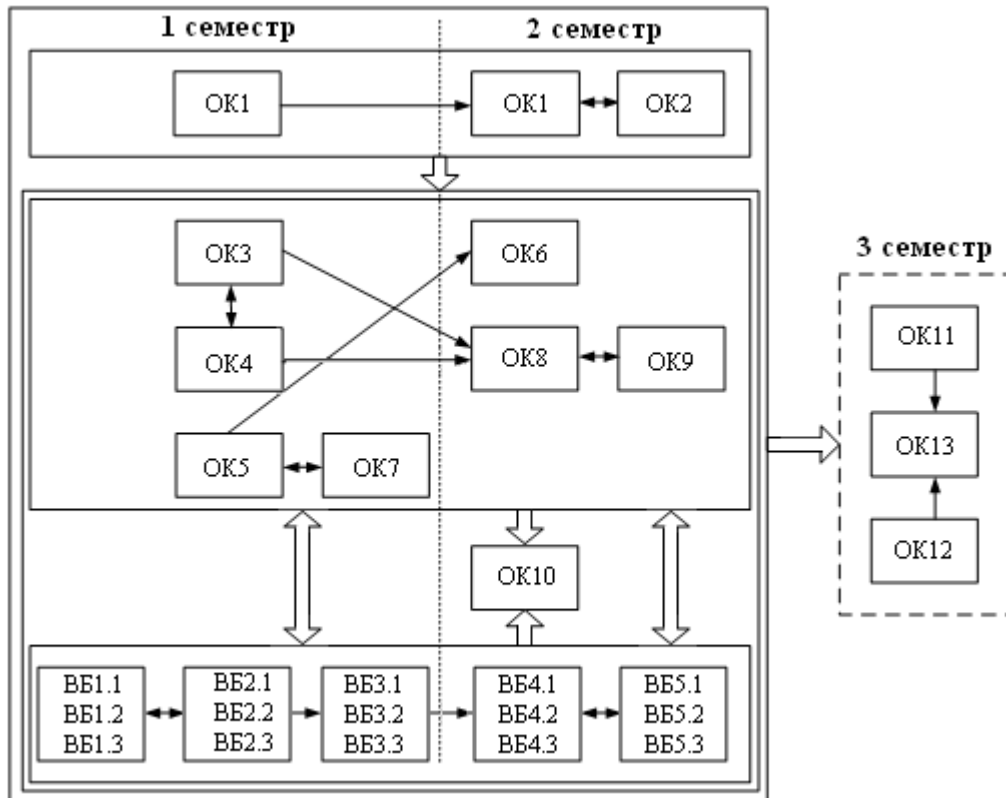 1 семестр
2 семестр
ОК1
ОК1
ОК2
ОК3
ОК6
3 семестр
ОК4
ОК8
ОК9
ОК11
ОК5
ОК7
ОК13
ОК10
ОК12
ВБ1.1
ВБ1.2
ВБ1.3
ВБ2.1
ВБ2.2
ВБ2.3
ВБ3.1
ВБ3.2
ВБ3.3
ВБ4.1
ВБ4.2
ВБ4.3
ВБ5.1
ВБ5.2
ВБ5.3